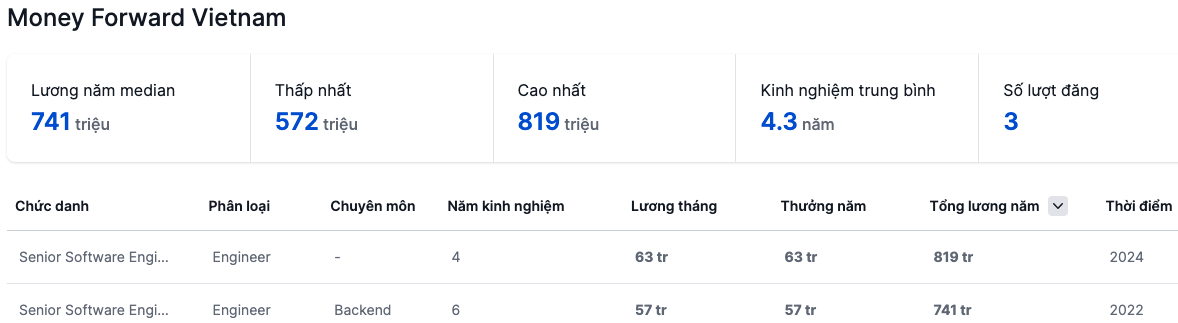 Money Forward Vietnam
Lương năm median Thấp nhất Cao nhất Kinh nghiệm trung bình Số lượt đăng
741 triệu 572 triệu 819 triệu 4.3 năm 3
Chức danh Phân loại Chuyên môn Năm kinh nghiệm Lương tháng Thưởng năm Tổng lương năm Thời điểm
Senior Software Engi... Engineer - 4 63 tr 63 tr 819 tr 2024
Senior Software Engi... Engineer Backend 6 57 tr 57 tr 741 tr 2022